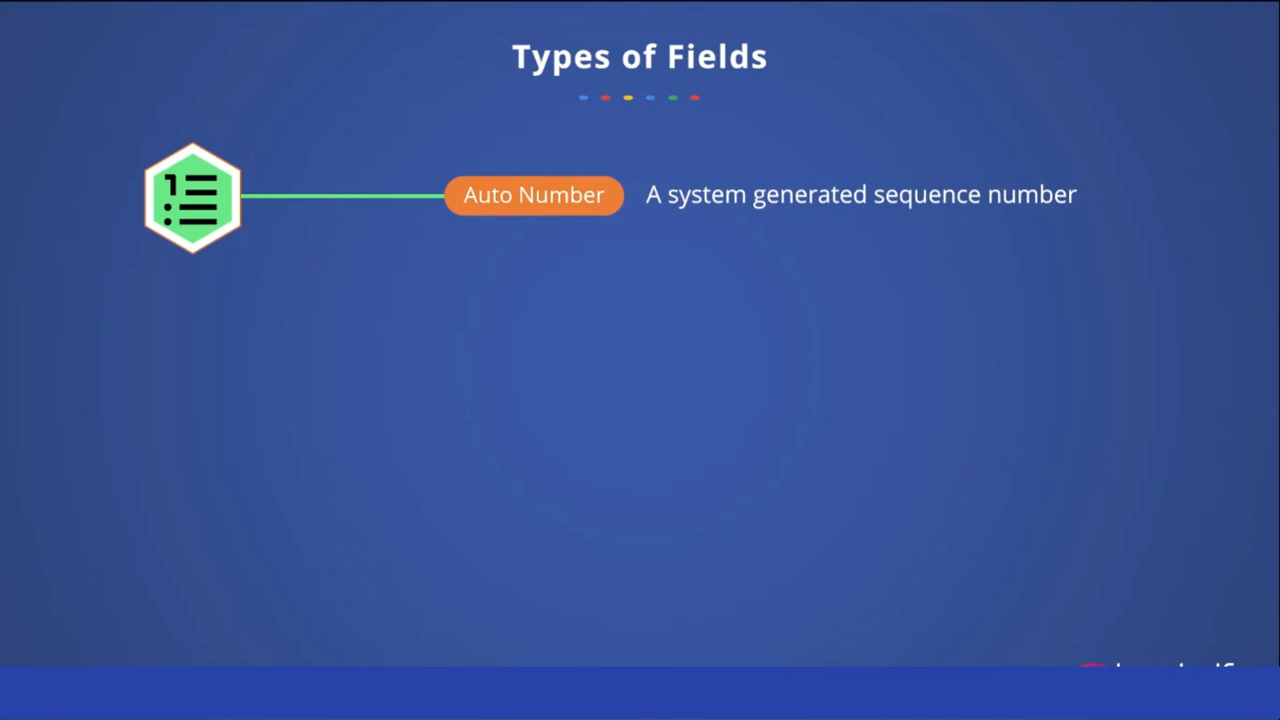 Types of Fields
Auto Number A system generated sequence number